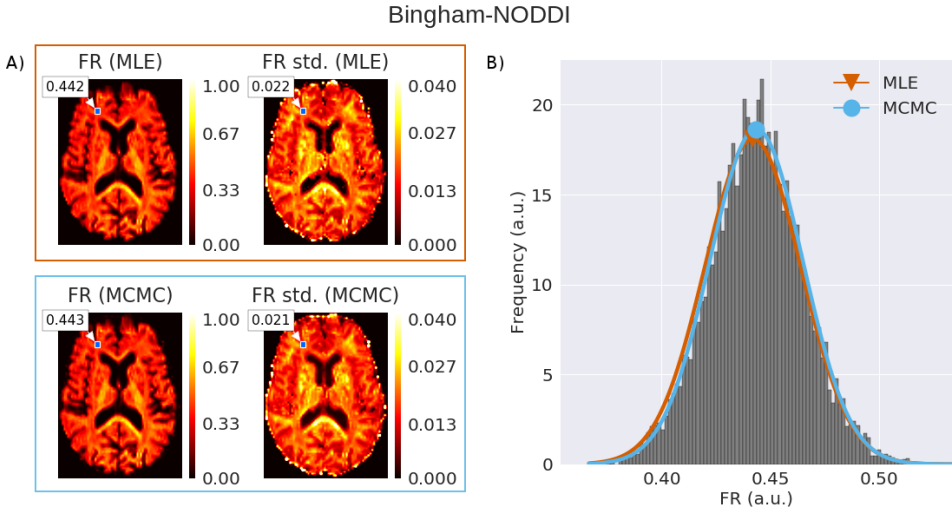 Bingham-NODDI
A)
FR (MLE)
0.442
1.00
0.67
0.33
0.00
FR std. (MLE)
0.022
0.040
0.027
0.013
0.000
FR (MCMC)
0.443
1.00
0.67
0.33
0.00
FR std. (MCMC)
0.021
0.040
0.027
0.013
0.000
B)
MLE
MCMC
Frequency (a.u.)
20
15
10
5
0
0.40
0.45
0.50
FR (a.u.)